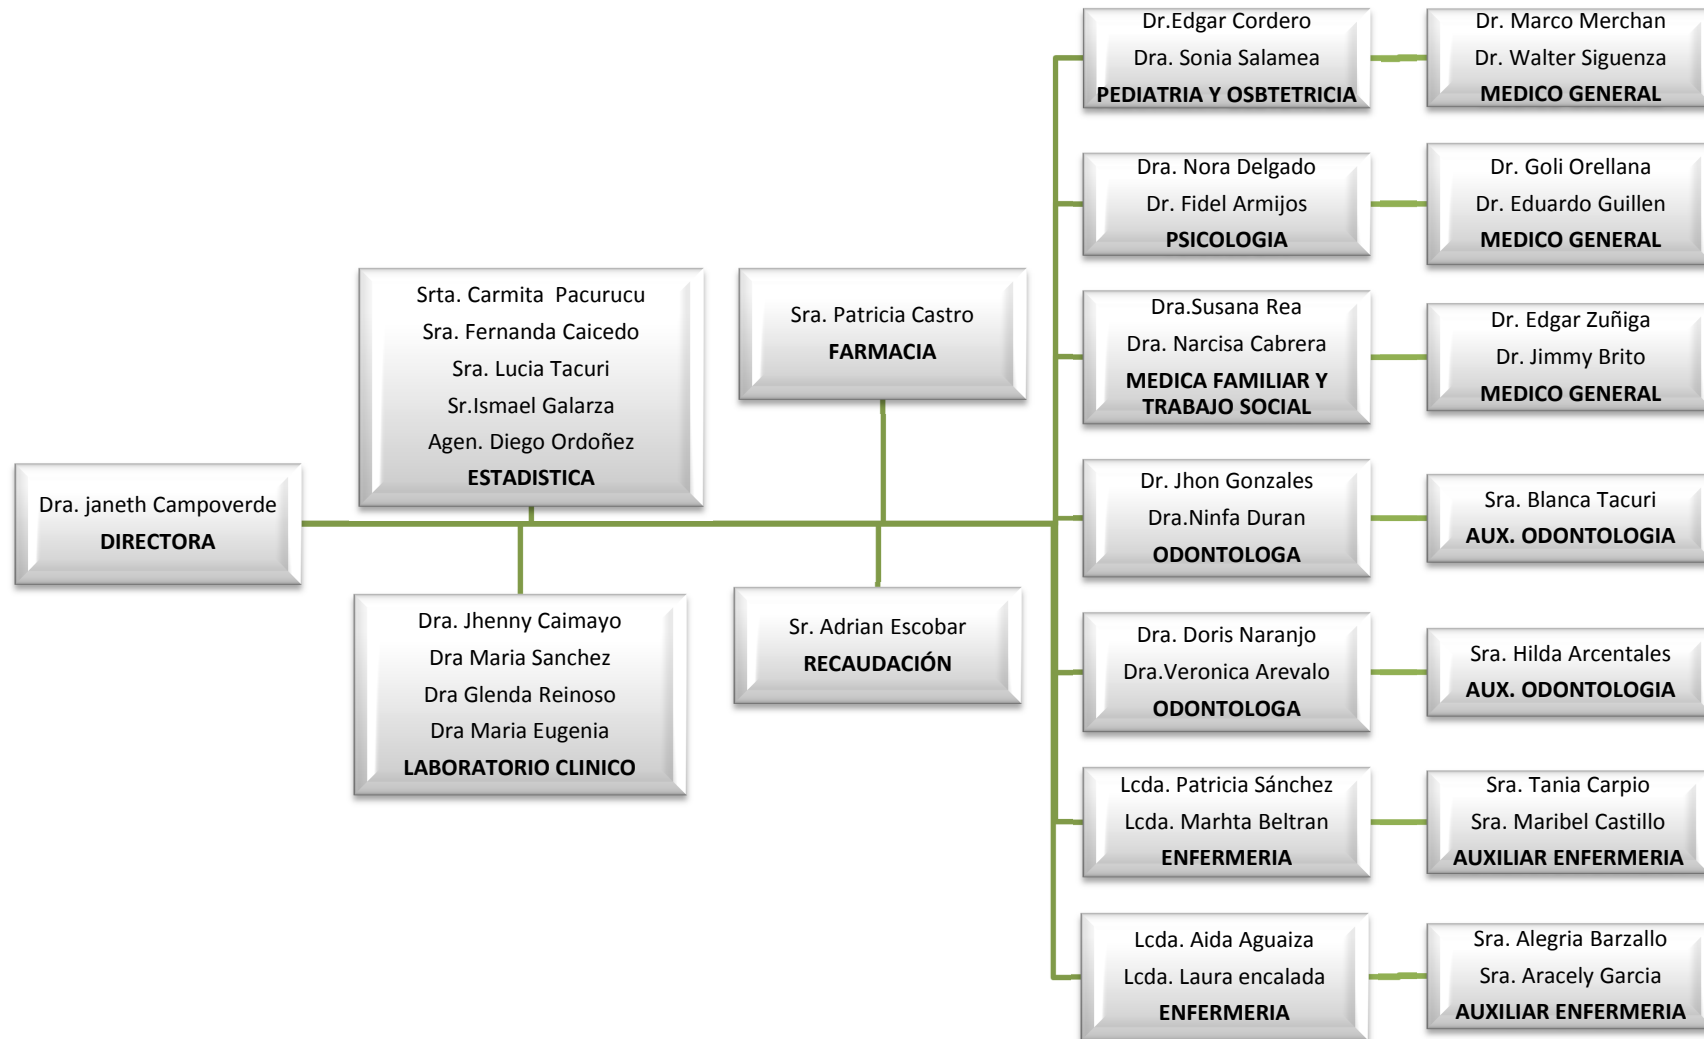 Dra. janeth Campoverde
DIRECTORA
Srta. Carmita  Pacurucu
Sra. Fernanda Caicedo
Sra. Lucia Tacuri
Sr.Ismael Galarza
Agen. Diego Ordoñez
ESTADISTICA
Dra. Jhenny Caimayo
Dra Maria Sanchez
Dra Glenda Reinoso
Dra Maria Eugenia
LABORATORIO CLINICO
Sra. Patricia Castro
FARMACIA
Sr. Adrian Escobar
RECAUDACIÓN
Dr.Edgar Cordero
Dra. Sonia Salamea
PEDIATRIA Y OSBTETRICIA
Dr. Marco Merchan
Dr. Walter Siguenza
MEDICO GENERAL
Dra. Nora Delgado
Dr. Fidel Armijos
PSICOLOGIA
Dr. Goli Orellana
Dr. Eduardo Guillen
MEDICO GENERAL
Dra.Susana Rea
Dra. Narcisa Cabrera
MEDICA FAMILIAR Y
TRABAJO SOCIAL
Dr. Edgar Zuñiga
Dr. Jimmy Brito
MEDICO GENERAL
Dr. Jhon Gonzales
Dra.Ninfa Duran
ODONTOLOGA
Sra. Blanca Tacuri
AUX. ODONTOLOGIA
Dra. Doris Naranjo
Dra.Veronica Arevalo
ODONTOLOGA
Sra. Hilda Arcentales
AUX. ODONTOLOGIA
Lcda. Patricia Sánchez
Lcda. Marhta Beltran
ENFERMERIA
Sra. Tania Carpio
Sra. Maribel Castillo
AUXILIAR ENFERMERIA
Lcda. Aida Aguaiza
Lcda. Laura encalada
ENFERMERIA
Sra. Alegria Barzallo
Sra. Aracely Garcia
AUXILIAR ENFERMERIA